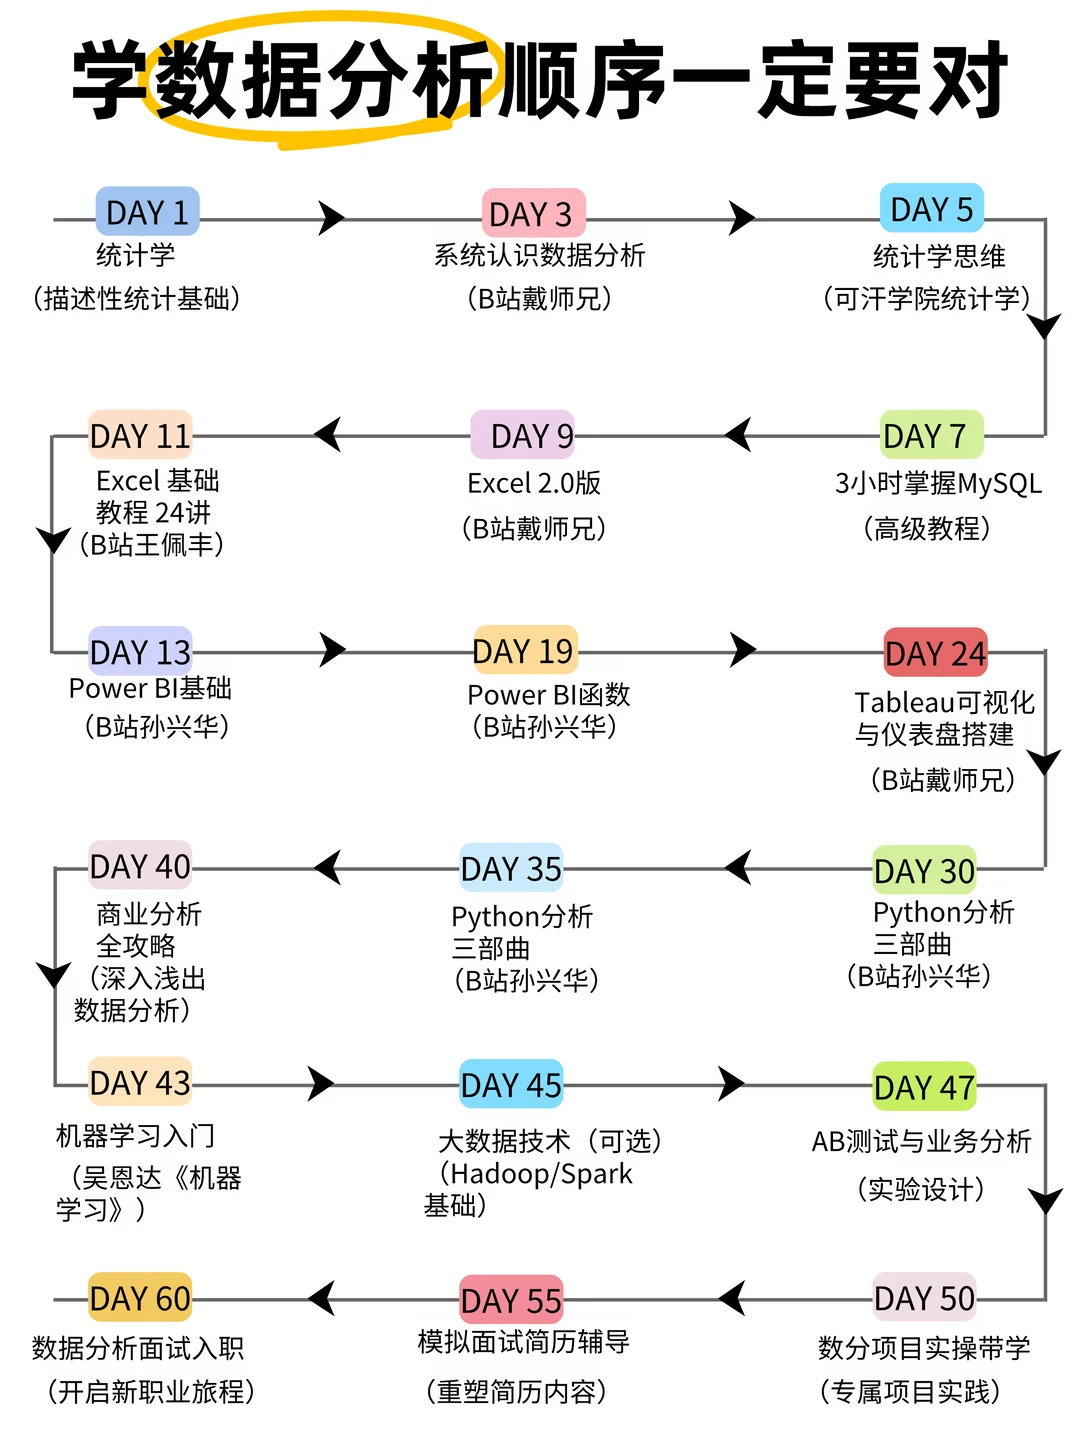 学数据分析顺序一定要对
DAY 1
统计学
（描述性统计基础）
DAY 3
系统认识数据分析
（B站戴师兄）
DAY 5
统计学思维
（可汗学院统计学）
DAY 7
3小时掌握MySQL
（高级教程）
DAY 9
Excel 2.0版
（B站戴师兄）
DAY 11
Excel 基础
教程 24讲
（B站王佩丰）
DAY 13
Power BI基础
（B站孙兴华）
DAY 19
Power BI函数
（B站孙兴华）
DAY 24
Tableau可视化
与仪表盘搭建
（B站戴师兄）
DAY 30
Python分析
三部曲
（B站孙兴华）
DAY 35
Python分析
三部曲
（B站孙兴华）
DAY 40
商业分析
全攻略
（深入浅出
数据分析）
DAY 43
机器学习入门
（吴恩达《机器
学习》）
DAY 45
大数据技术（可选）
（Hadoop/Spark
基础）
DAY 47
AB测试与业务分析
（实验设计）
DAY 50
数分项目实操带学
（专属项目实践）
DAY 55
模拟面试简历辅导
（重塑简历内容）
DAY 60
数据分析面试入职
（开启新职业旅程）